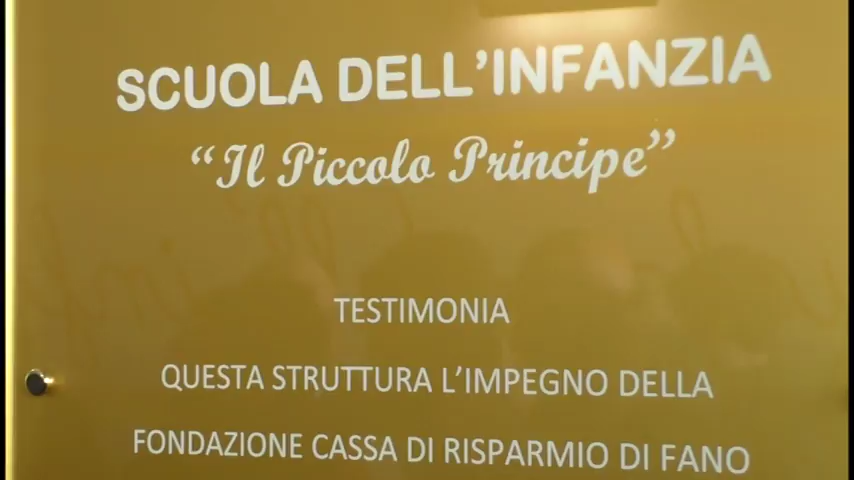 SCUOLA DELL'INFANZIA
“Il Piccolo Principe”
TESTIMONIA
QUESTA STRUTTURA L'IMPEGNO DELLA
FONDAZIONE CASSA DI RISPARMIO DI FANO